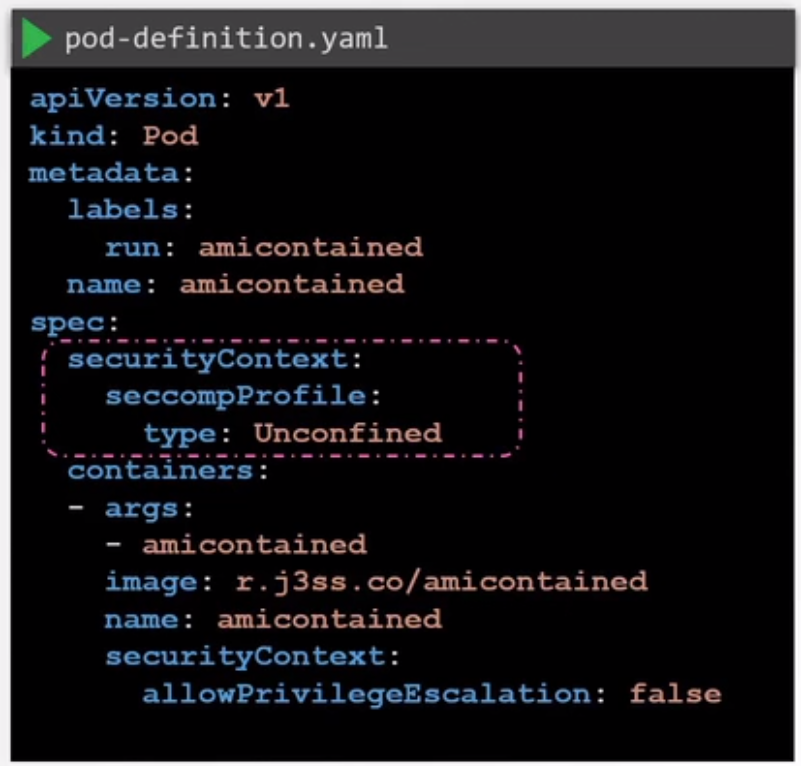 pod-definition.yaml
apiVersion: v1
kind: Pod
metadata:
  labels:
    run: amicontained
  name: amicontained
spec:
  securityContext:
    seccompProfile:
      type: Unconfined
  containers:
  - args:
    - amicontained
    image: r.j3ss.co/amicontained
    name: amicontained
    securityContext:
      allowPrivilegeEscalation: false